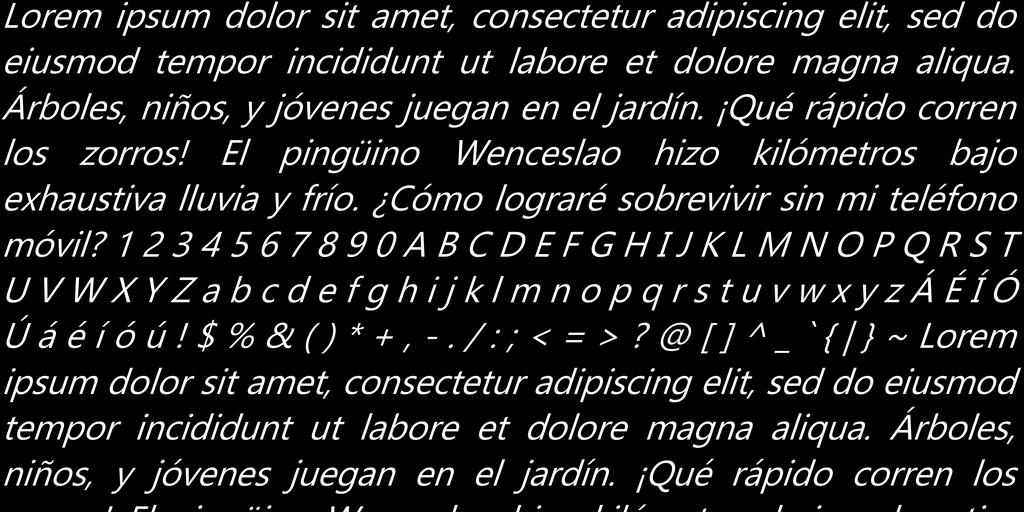 Lorem ipsum dolor sit amet, consectetur adipiscing elit, sed do
eiusmod tempor incididunt ut labore et dolore magna aliqua.
Árboles, niños, y jóvenes juegan en el jardín. ¡Qué rápido corren
los zorros! El pingüino Wenceslao hizo kilómetros bajo
exhaustiva lluvia y frío. ¿Cómo lograré sobrevivir sin mi teléfono
móvil? 1 2 3 4 5 6 7 8 9 0 A B C D E F G H I J K L M N O P Q R S T
U V W X Y Z a b c d e f g h i j k l m n o p q r s t u v w x y z Á É Í Ó
Ú á é í ó ú ! $ % & ( ) * + , - . / : ; < = > ? @ [ ] ^ _ ` { | } ~ Lorem
ipsum dolor sit amet, consectetur adipiscing elit, sed do eiusmod
tempor incididunt ut labore et dolore magna aliqua. Árboles,
niños, y jóvenes juegan en el jardín. ¡Qué rápido corren los